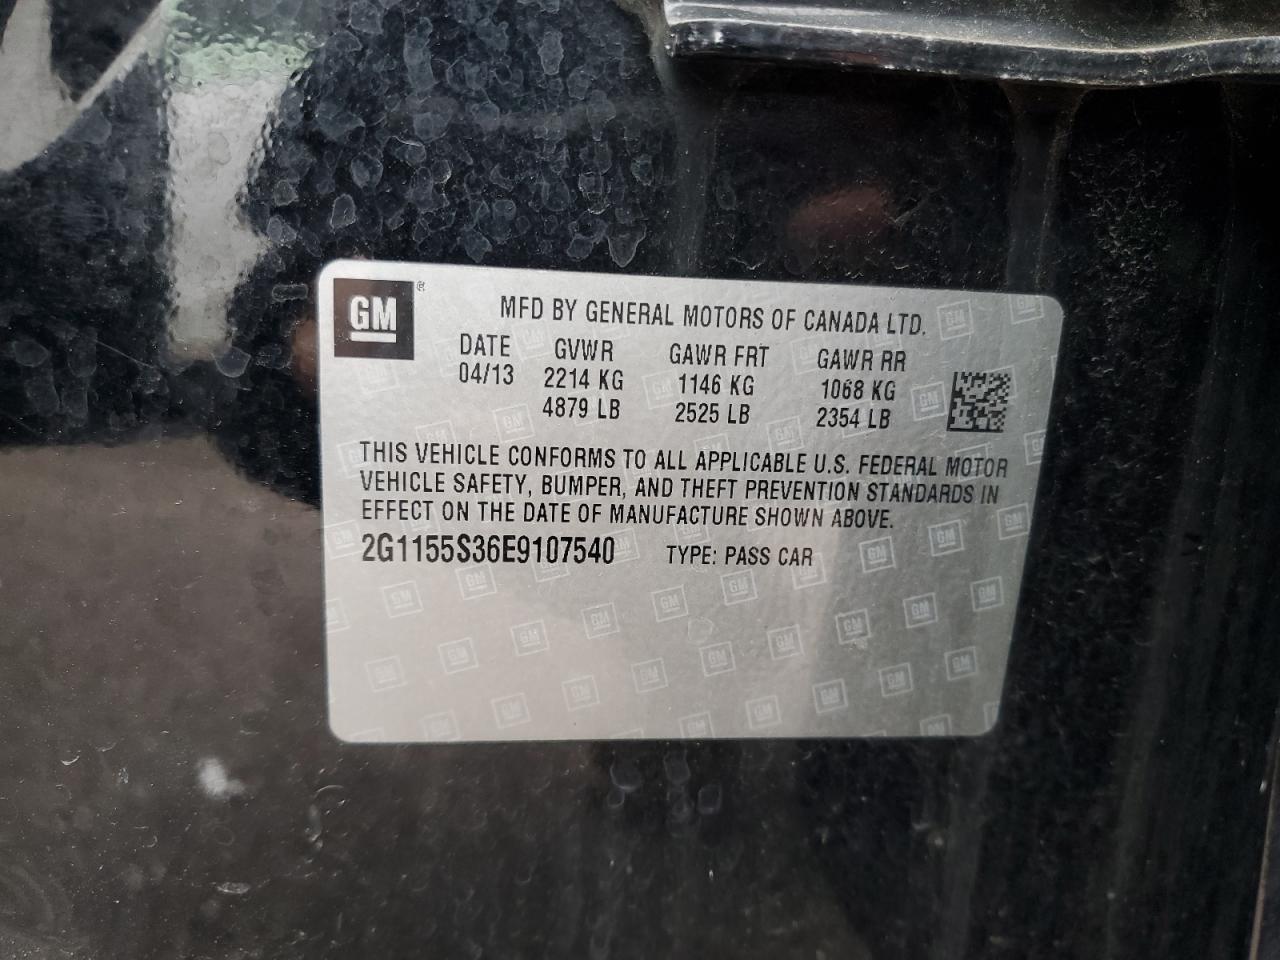 GM ®
MFD BY GENERAL MOTORS OF CANADA LTD.
DATE GVWR GAWR FRT GAWR RR
04/13 2214 KG 1146 KG 1068 KG
4879 LB 2525 LB 2354 LB
THIS VEHICLE CONFORMS TO ALL APPLICABLE U.S. FEDERAL MOTOR
VEHICLE SAFETY, BUMPER, AND THEFT PREVENTION STANDARDS IN
EFFECT ON THE DATE OF MANUFACTURE SHOWN ABOVE.
2G1155S36E9107540 TYPE: PASS CAR